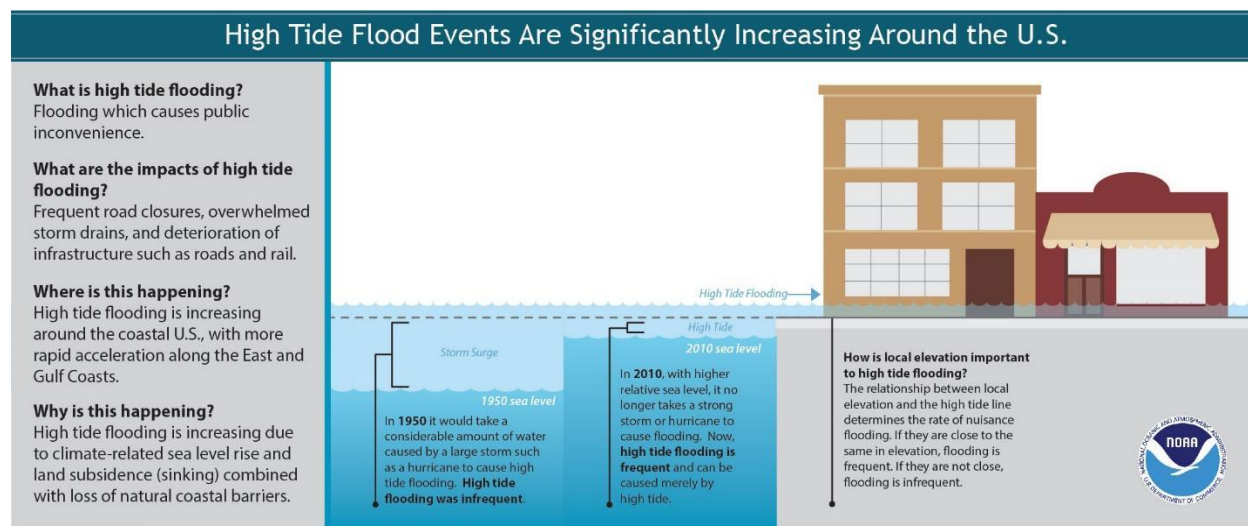 High Tide Flood Events Are Significantly Increasing Around the U.S.
What is high tide flooding?
Flooding which causes public
inconvenience.
What are the impacts of high tide
flooding?
Frequent road closures, overwhelmed
storm drains, and deterioration of
infrastructure such as roads and rail.
Where is this happening?
High tide flooding is increasing
around the coastal U.S., with more
rapid acceleration along the East and
Gulf Coasts.
Why is this happening?
High tide flooding is increasing due
to climate-related sea level rise and
land subsidence (sinking) combined
with loss of natural coastal barriers.
High Tide Flooding
Storm Surge
1950 sea level
In 1950 it would take a
considerable amount of water
caused by a large storm such
as a hurricane to cause high
tide flooding. High tide
flooding was infrequent.
High Tide
2010 sea level
In 2010, with higher
relative sea level, it no
longer takes a strong
storm or hurricane to
cause flooding. Now,
high tide flooding is
frequent and can be
caused merely by
high tide.
How is local elevation important
to high tide flooding?
The relationship between local
elevation and the high tide line
determines the rate of nuisance
flooding. If they are close to the
same in elevation, flooding is
frequent. If they are not close,
flooding is infrequent.
NATIONAL OCEANIC AND ATMOSPHERIC ADMINISTRATION
NOAA
U.S. DEPARTMENT OF COMMERCE